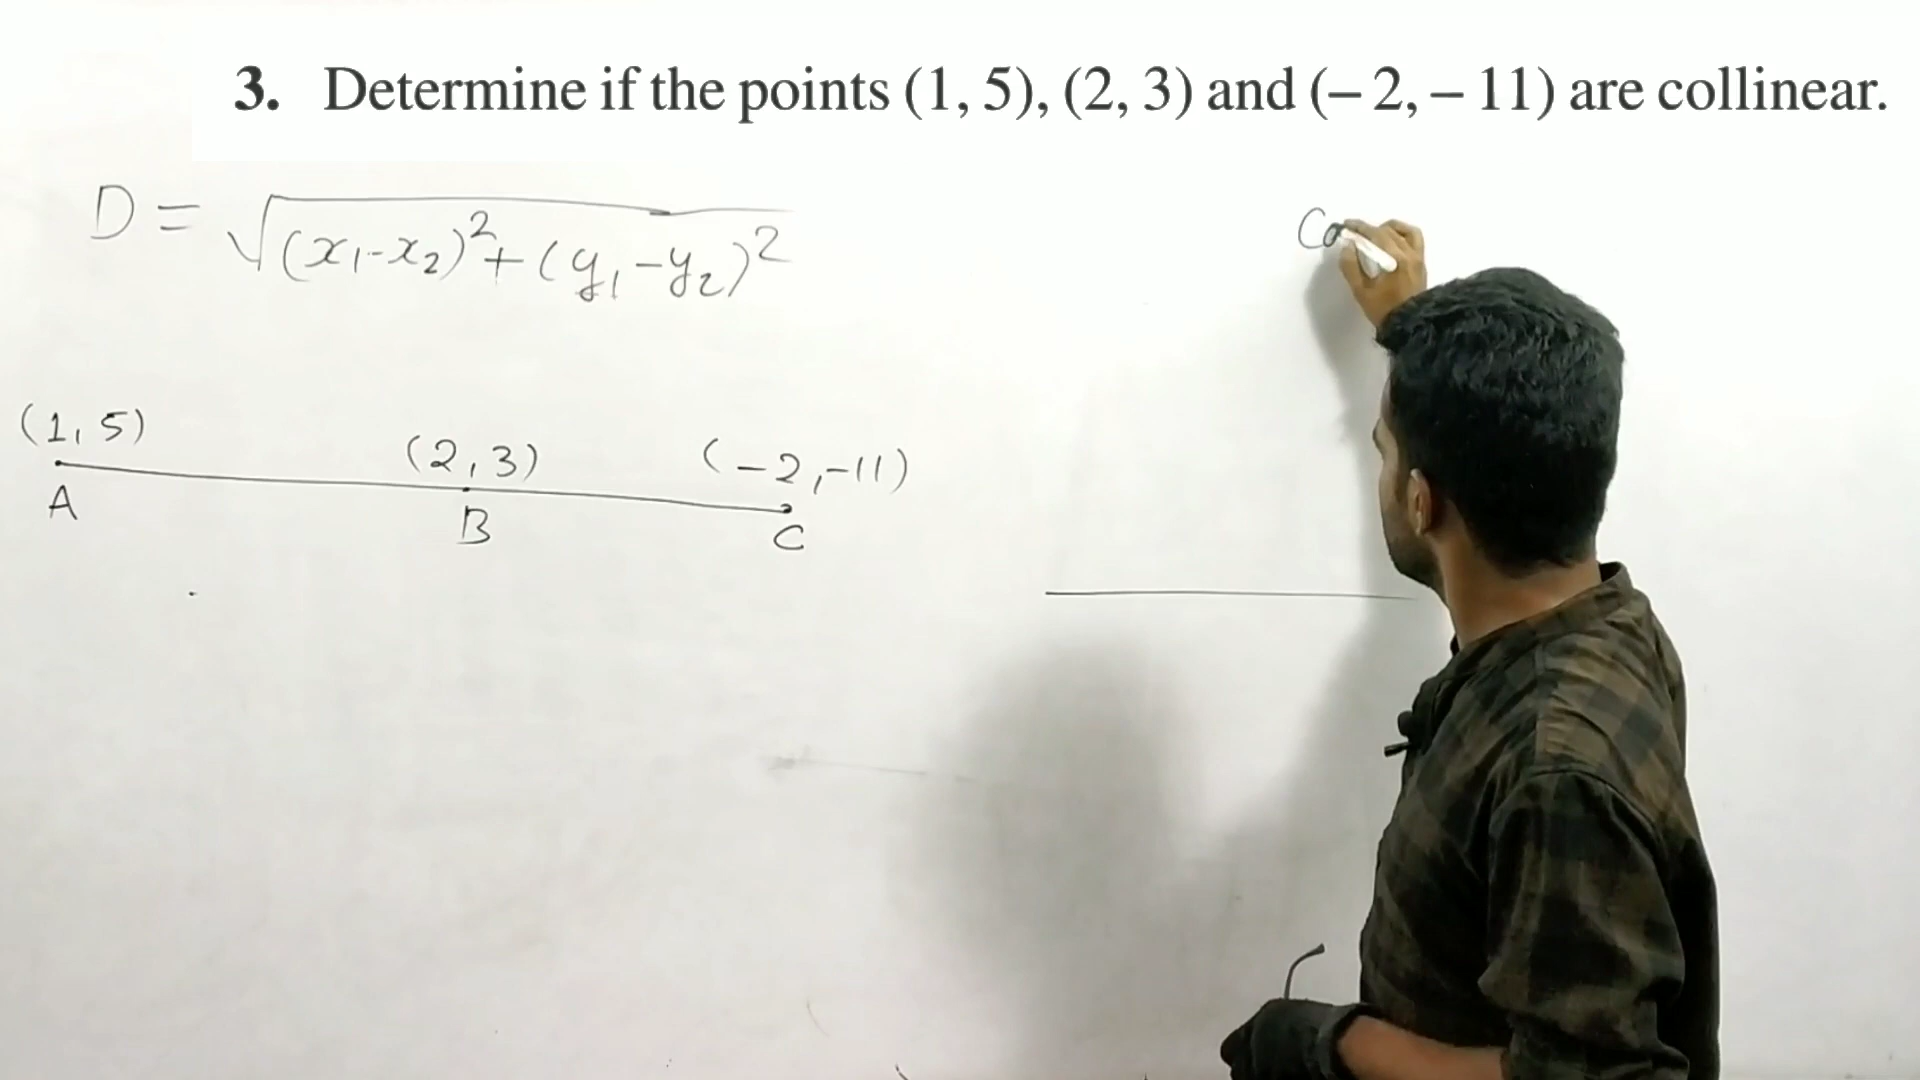 3. Determine if the points (1, 5), (2, 3) and (– 2, – 11) are collinear.
D = √(x₁-x₂)²+(y₁-y₂)²
Co
(1, 5)
(2, 3)
(-2, -11)
A
B
C